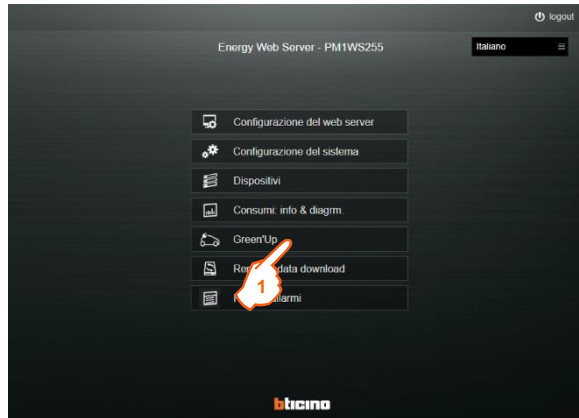 logout
Energy Web Server - PM1WS255
Italiano
Configurazione del web server
Configurazione del sistema
Dispositivi
Consumi: info & diagrm.
Green'Up
data download
1
bticino